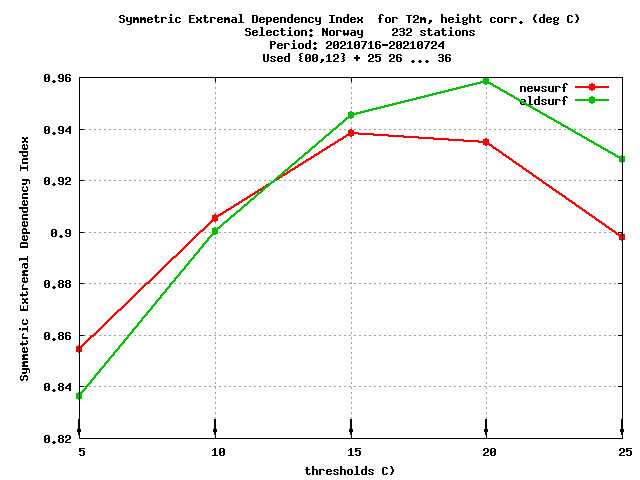 Symmetric Extremal Dependency Index  for T2m, height corr. (deg C)
Selection: Norway    232 stations
Period: 20210716-20210724
Used {00,12} + 25 26 ... 36
newsurf
oldsurf
Symmetric Extremal Dependency Index
0.96
0.94
0.92
0.9
0.88
0.86
0.84
0.82
5 10 15 20 25
thresholds C)